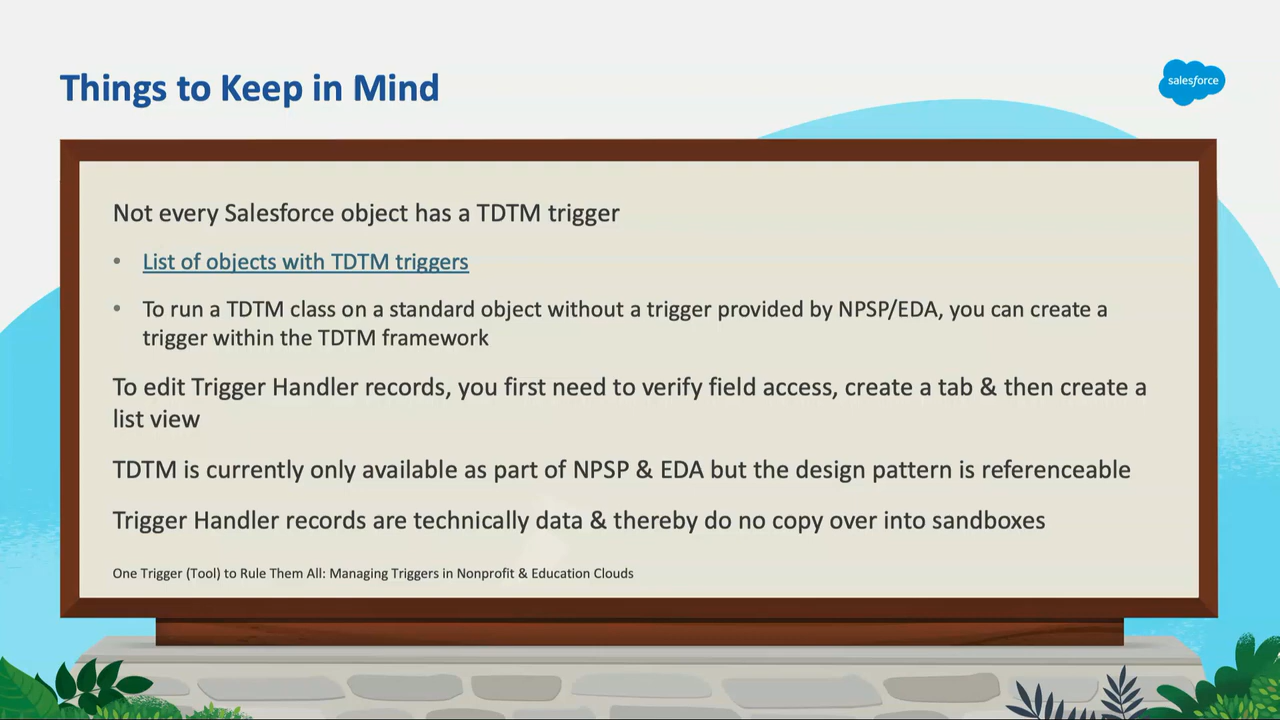 Things to Keep in Mind
salesforce
Not every Salesforce object has a TDTM trigger
• List of objects with TDTM triggers
• To run a TDTM class on a standard object without a trigger provided by NPSP/EDA, you can create a
trigger within the TDTM framework
To edit Trigger Handler records, you first need to verify field access, create a tab & then create a
list view
TDTM is currently only available as part of NPSP & EDA but the design pattern is referenceable
Trigger Handler records are technically data & thereby do no copy over into sandboxes
One Trigger (Tool) to Rule Them All: Managing Triggers in Nonprofit & Education Clouds